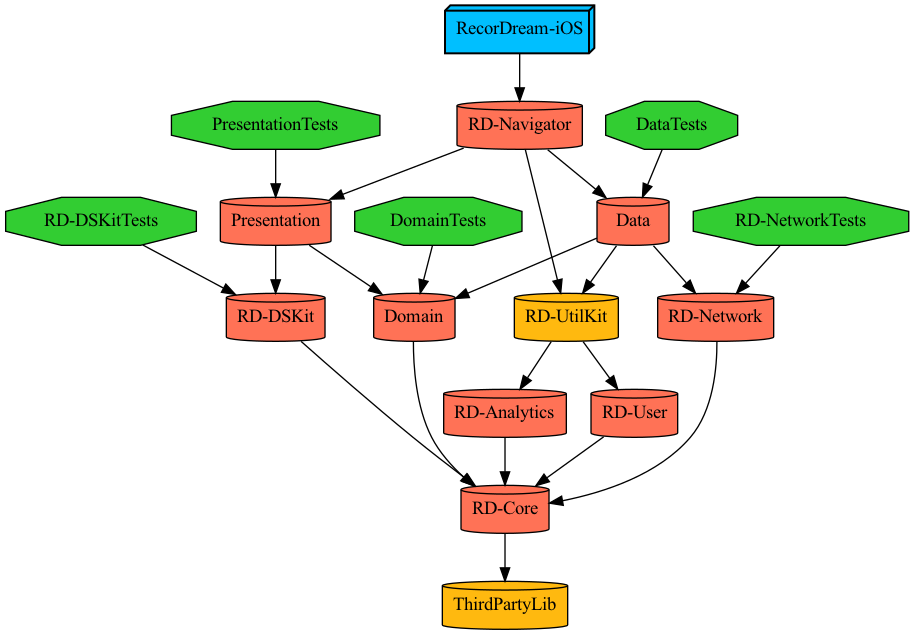 RecorDream-iOS
PresentationTests
RD-Navigator
DataTests
RD-DSKitTests
Presentation
DomainTests
Data
RD-NetworkTests
RD-DSKit
Domain
RD-UtilKit
RD-Network
RD-Analytics
RD-User
RD-Core
ThirdPartyLib